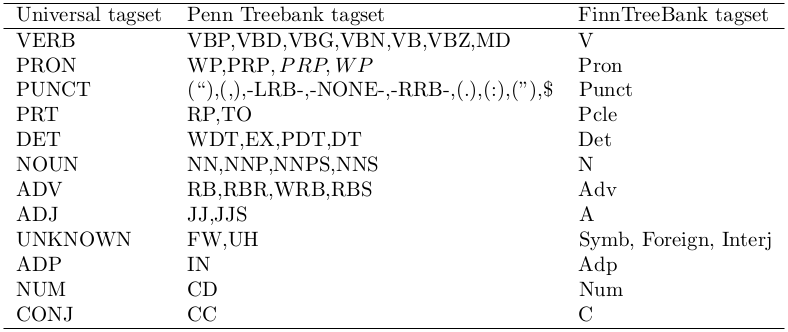 Universal tagset Penn Treebank tagset FinnTreeBank tagset
VERB VBP,VBD,VBG,VBN,VB,VBZ,MD V
PRON WP,PRP,PRP,WP Pron
PUNCT (“),(,),-LRB-,-NONE-,-RRB-,(.),(:),(”),$ Punct
PRT RP,TO Pcle
DET WDT,EX,PDT,DT Det
NOUN NN,NNP,NNPS,NNS N
ADV RB,RBR,WRB,RBS Adv
ADJ JJ,JJS A
UNKNOWN FW,UH Symb, Foreign, Interj
ADP IN Adp
NUM CD Num
CONJ CC C